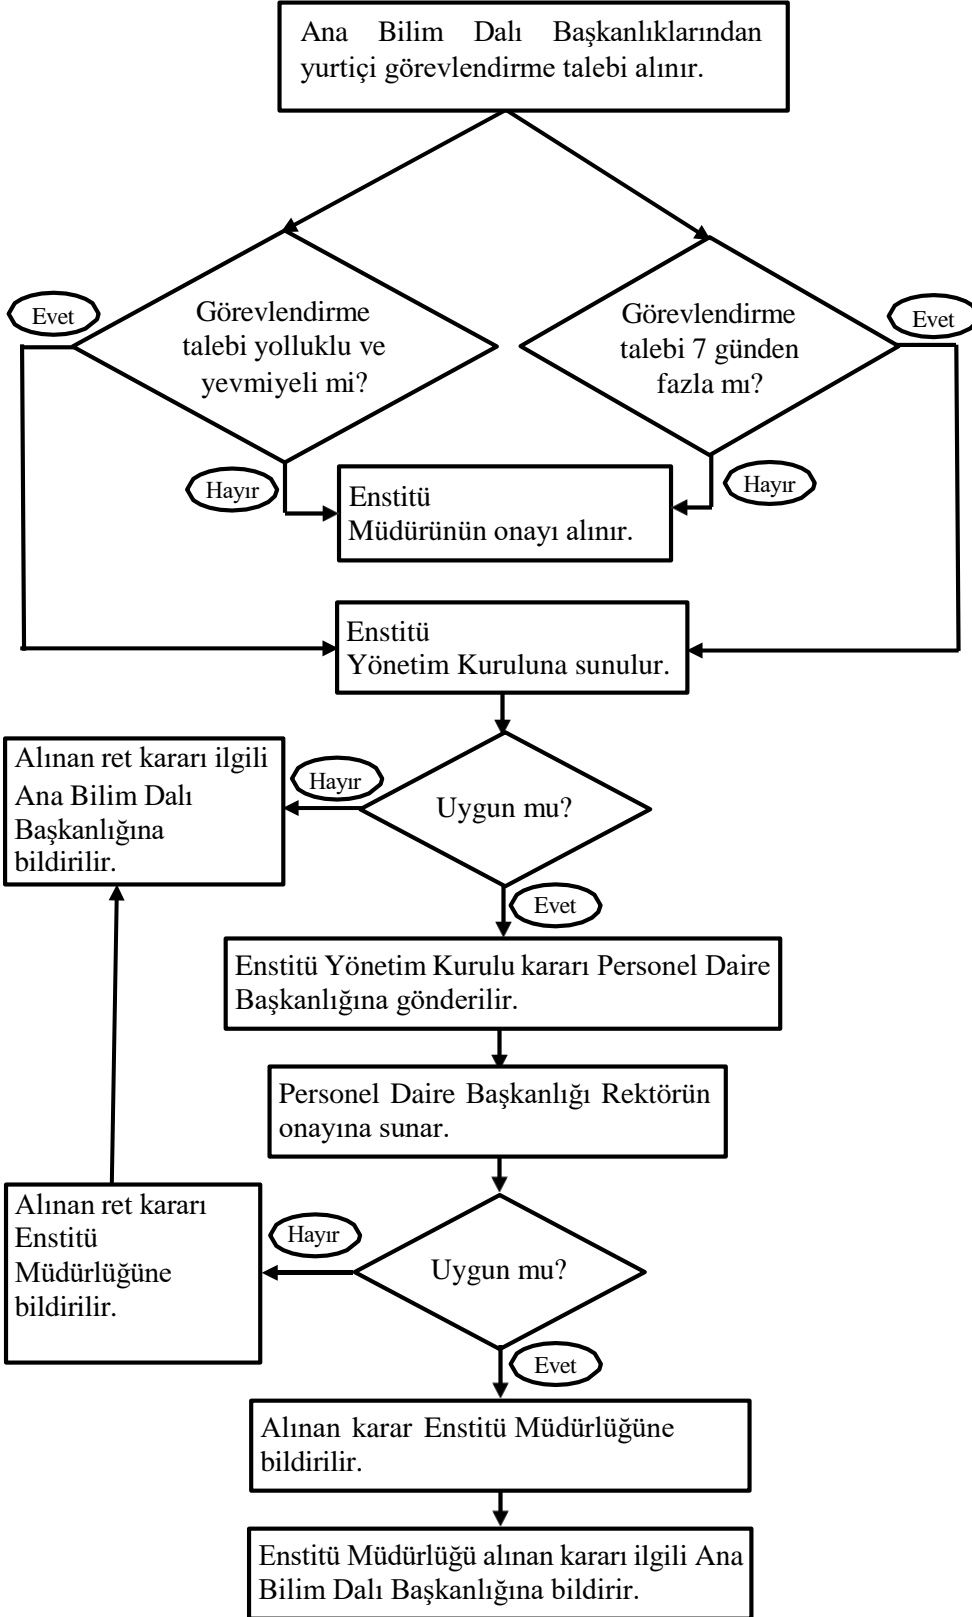 Ana Bilim Dalı Başkanlıklarından
yurtiçi görevlendirme talebi alınır.
Evet
Görevlendirme
talebi yolluklu ve
yevmiyeli mi?
Görevlendirme
talebi 7 günden
fazla mı?
Evet
Hayır
Enstitü
Müdürünün onayı alınır.
Hayır
Enstitü
Yönetim Kuruluna sunulur.
Alınan ret kararı ilgili
Ana Bilim Dalı
Başkanlığına
bildirilir.
Hayır
Uygun mu?
Evet
Enstitü Yönetim Kurulu kararı Personel Daire
Başkanlığına gönderilir.
Personel Daire Başkanlığı Rektörün
onayına sunar.
Alınan ret kararı
Enstitü
Müdürlüğüne
bildirilir.
Hayır
Uygun mu?
Evet
Alınan karar Enstitü Müdürlüğüne
bildirilir.
Enstitü Müdürlüğü alınan kararı ilgili Ana
Bilim Dalı Başkanlığına bildirir.